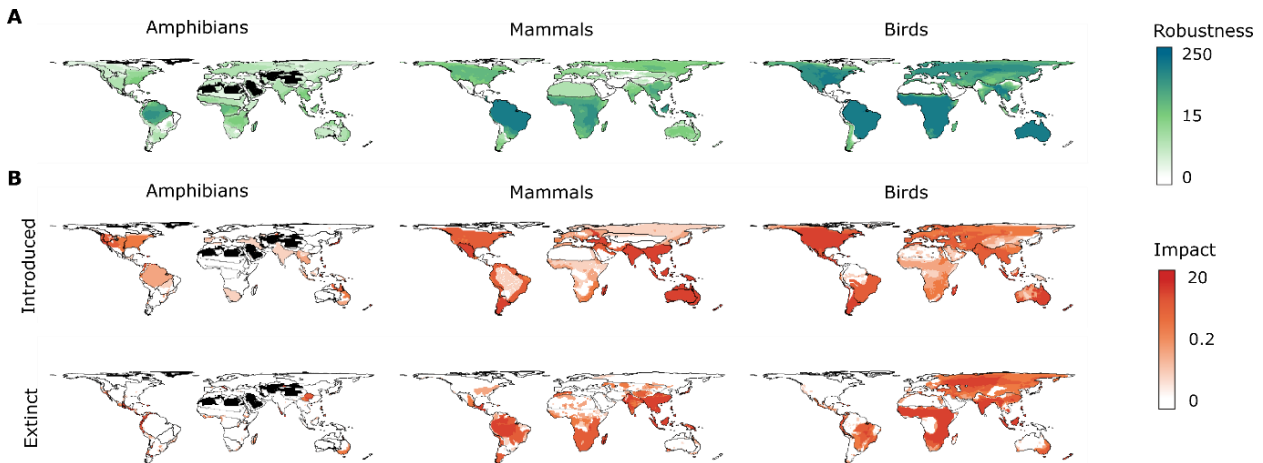 A
Amphibians
Mammals
Birds
Robustness
250
15
0
B
Amphibians
Mammals
Birds
Introduced
Impact
20
0.2
0
Extinct